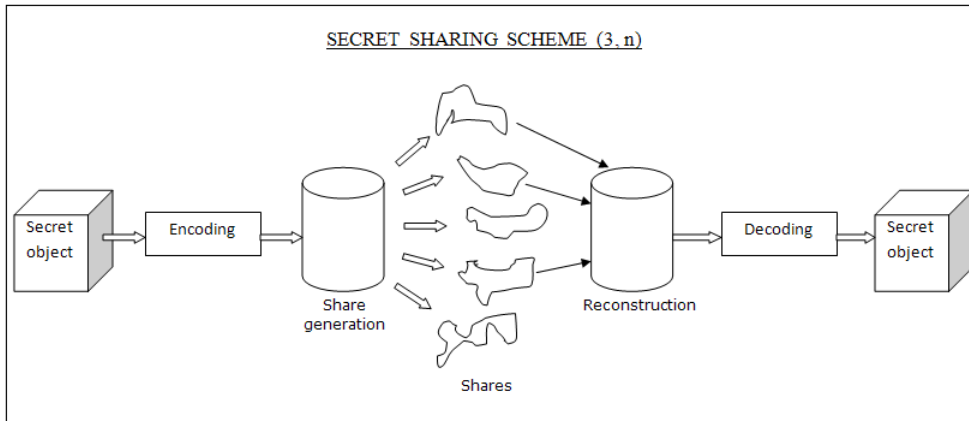 SECRET SHARING SCHEME (3, n)
Secret
object
Encoding
Share
generation
Shares
Reconstruction
Decoding
Secret
object